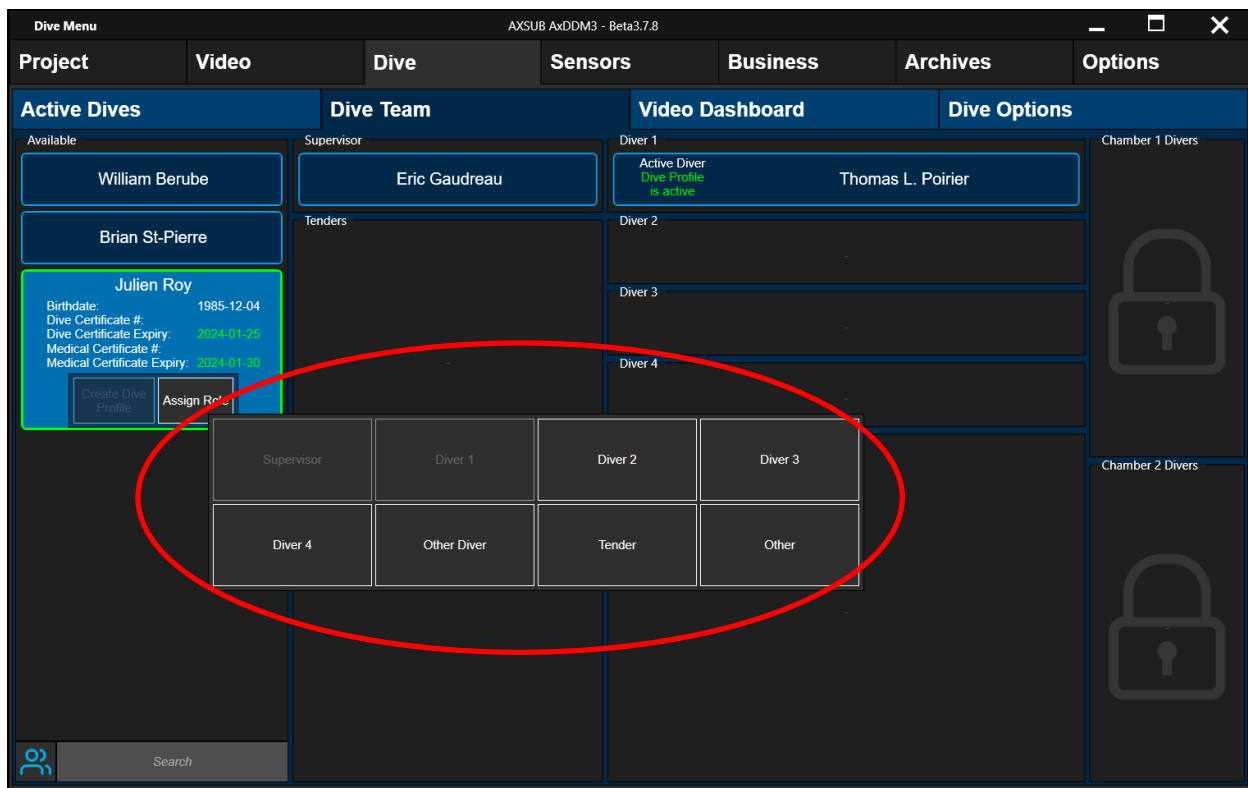 Dive Menu
AXSUB AxDDM3 - Beta3.7.8
Project
Video
Dive
Sensors
Business
Archives
Options
Active Dives
Dive Team
Video Dashboard
Dive Options
Available
William Berube
Brian St-Pierre
Julien Roy
Birthdate: 1985-12-04
Dive Certificate #:
Dive Certificate Expiry: 2024-01-25
Medical Certificate #:
Medical Certificate Expiry: 2024-01-30
Create Dive
Profile
Assign Role
Search
Supervisor
Eric Gaudreau
Tenders
-
Diver 1
Active Diver
Dive Profile
is active
Thomas L. Poirier
Diver 2
-
Diver 3
-
Diver 4
-
-
Supervisor
Diver 1
Diver 2
Diver 3
Diver 4
Other Diver
Tender
Other
Chamber 1 Divers
-
Chamber 2 Divers
-